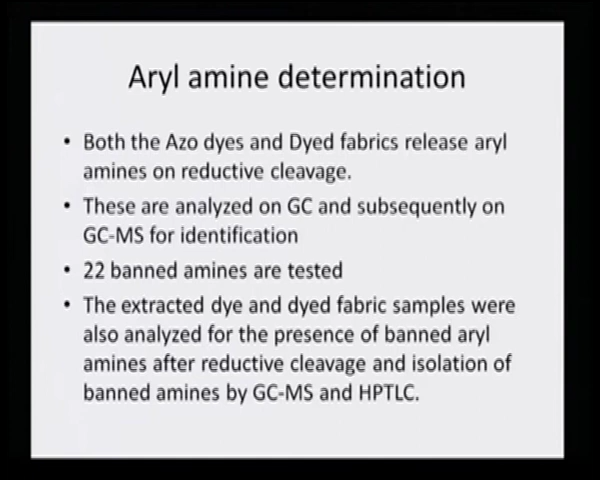 Aryl amine determination
• Both the Azo dyes and Dyed fabrics release aryl
amines on reductive cleavage.
• These are analyzed on GC and subsequently on
GC-MS for identification
• 22 banned amines are tested
• The extracted dye and dyed fabric samples were
also analyzed for the presence of banned aryl
amines after reductive cleavage and isolation of
banned amines by GC-MS and HPTLC.